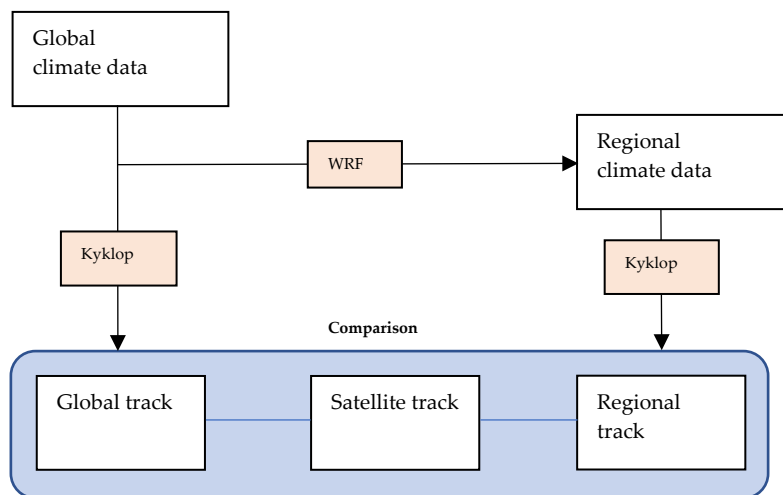 Global
climate data
WRF
Regional
climate data
Kyklop
Kyklop
Comparison
Global track
Satellite track
Regional
track